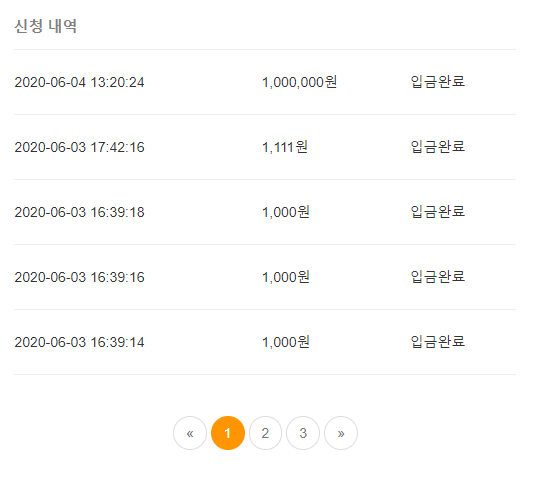 신청 내역
2020-06-04 13:20:24 1,000,000원 입금완료
2020-06-03 17:42:16 1,111원 입금완료
2020-06-03 16:39:18 1,000원 입금완료
2020-06-03 16:39:16 1,000원 입금완료
2020-06-03 16:39:14 1,000원 입금완료
« 1 2 3 »